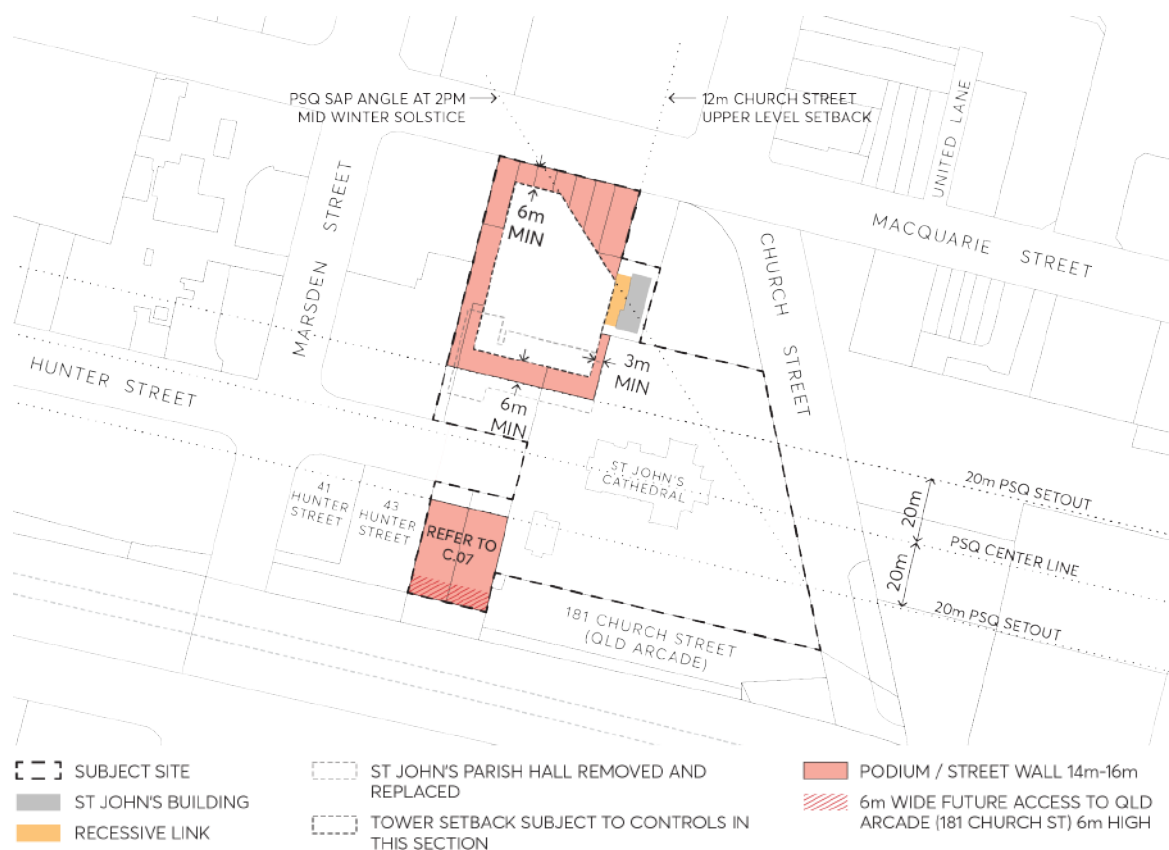 PSQ SAP ANGLE AT 2PM
MID WINTER SOLSTICE
12m CHURCH STREET
UPPER LEVEL SETBACK
UNITED LANE
MARSDEN STREET
6m
MIN
MACQUARIE STREET
CHURCH STREET
HUNTER STREET
3m
MIN
6m
MIN
ST JOHN'S
CATHEDRAL
41
HUNTER
STREET
43
HUNTER
STREET
REFER TO
C.07
20m PSQ SETOUT
20m
PSQ CENTER LINE
20m
20m PSQ SETOUT
181 CHURCH STREET
(QLD ARCADE)
SUBJECT SITE
ST JOHN'S BUILDING
RECESSIVE LINK
ST JOHN'S PARISH HALL REMOVED AND
REPLACED
TOWER SETBACK SUBJECT TO CONTROLS IN
THIS SECTION
PODIUM / STREET WALL 14m-16m
6m WIDE FUTURE ACCESS TO QLD
ARCADE (181 CHURCH ST) 6m HIGH